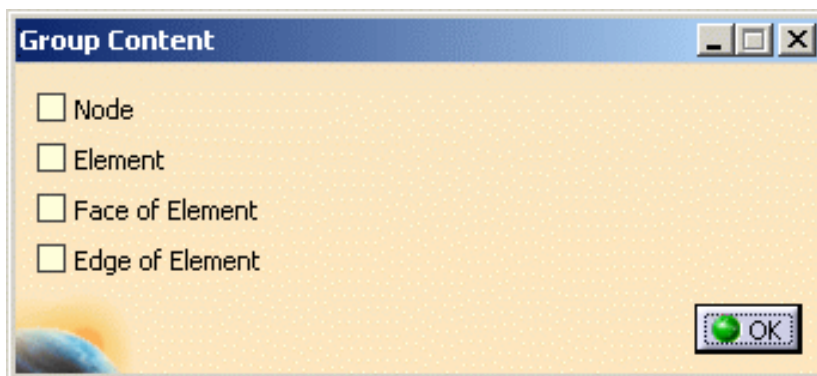 Group Content
Node
Element
Face of Element
Edge of Element
OK